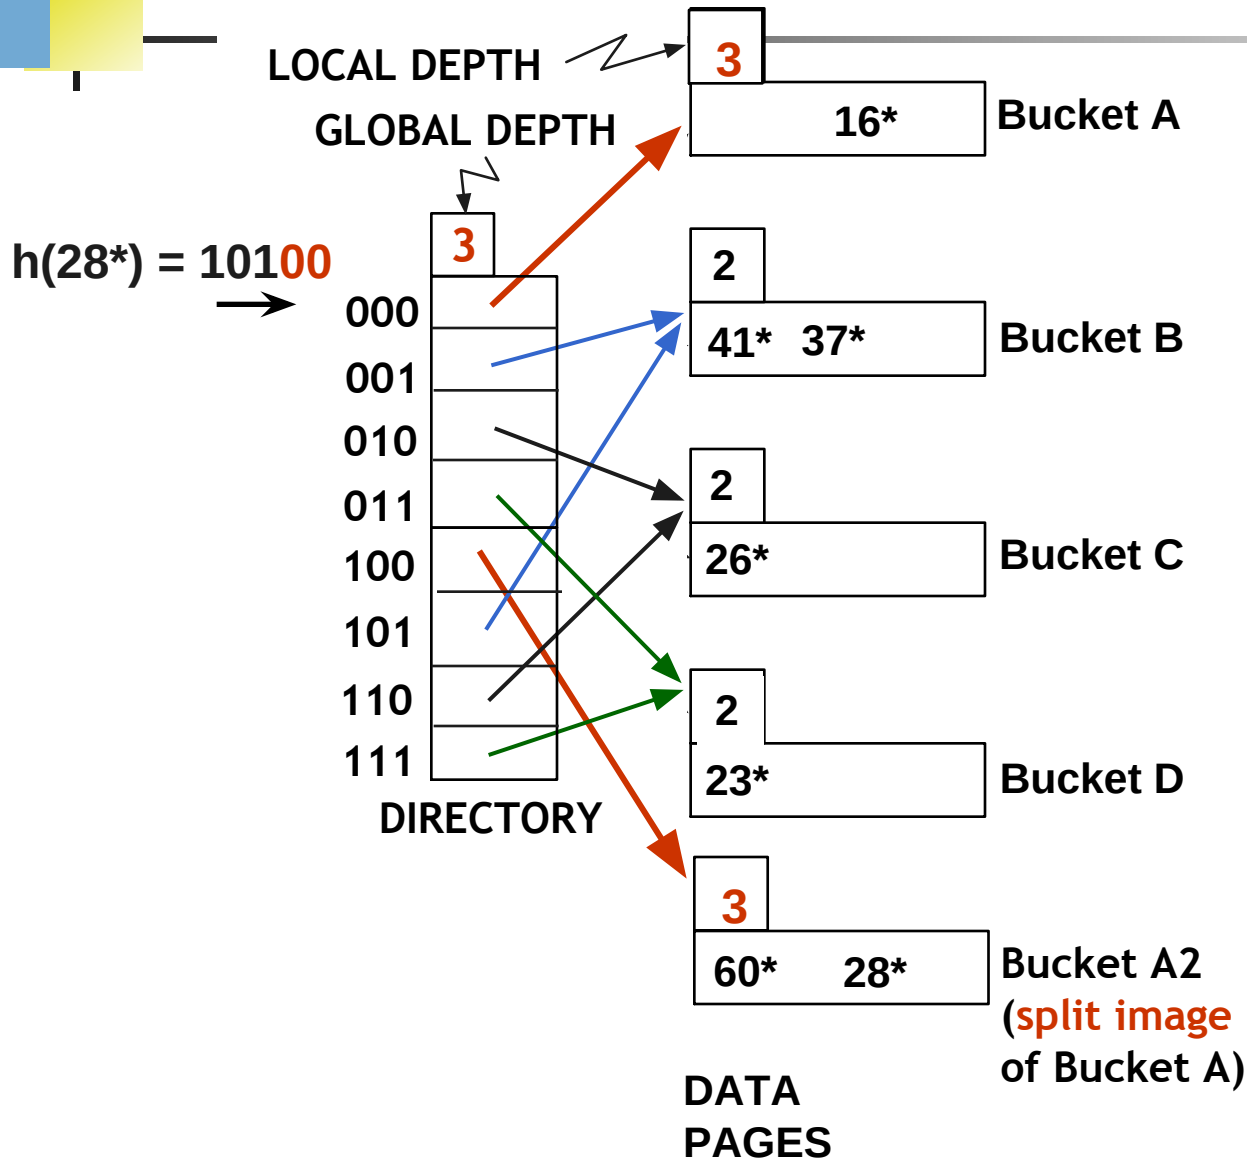 LOCAL DEPTH
3
16*
Bucket A
GLOBAL DEPTH
3
h(28*) = 10100
2
41* 37*
Bucket B
000
001
010
011
100
101
110
111
2
26*
Bucket C
2
23*
Bucket D
DIRECTORY
3
60* 28*
Bucket A2
(split image
of Bucket A)
DATA
PAGES